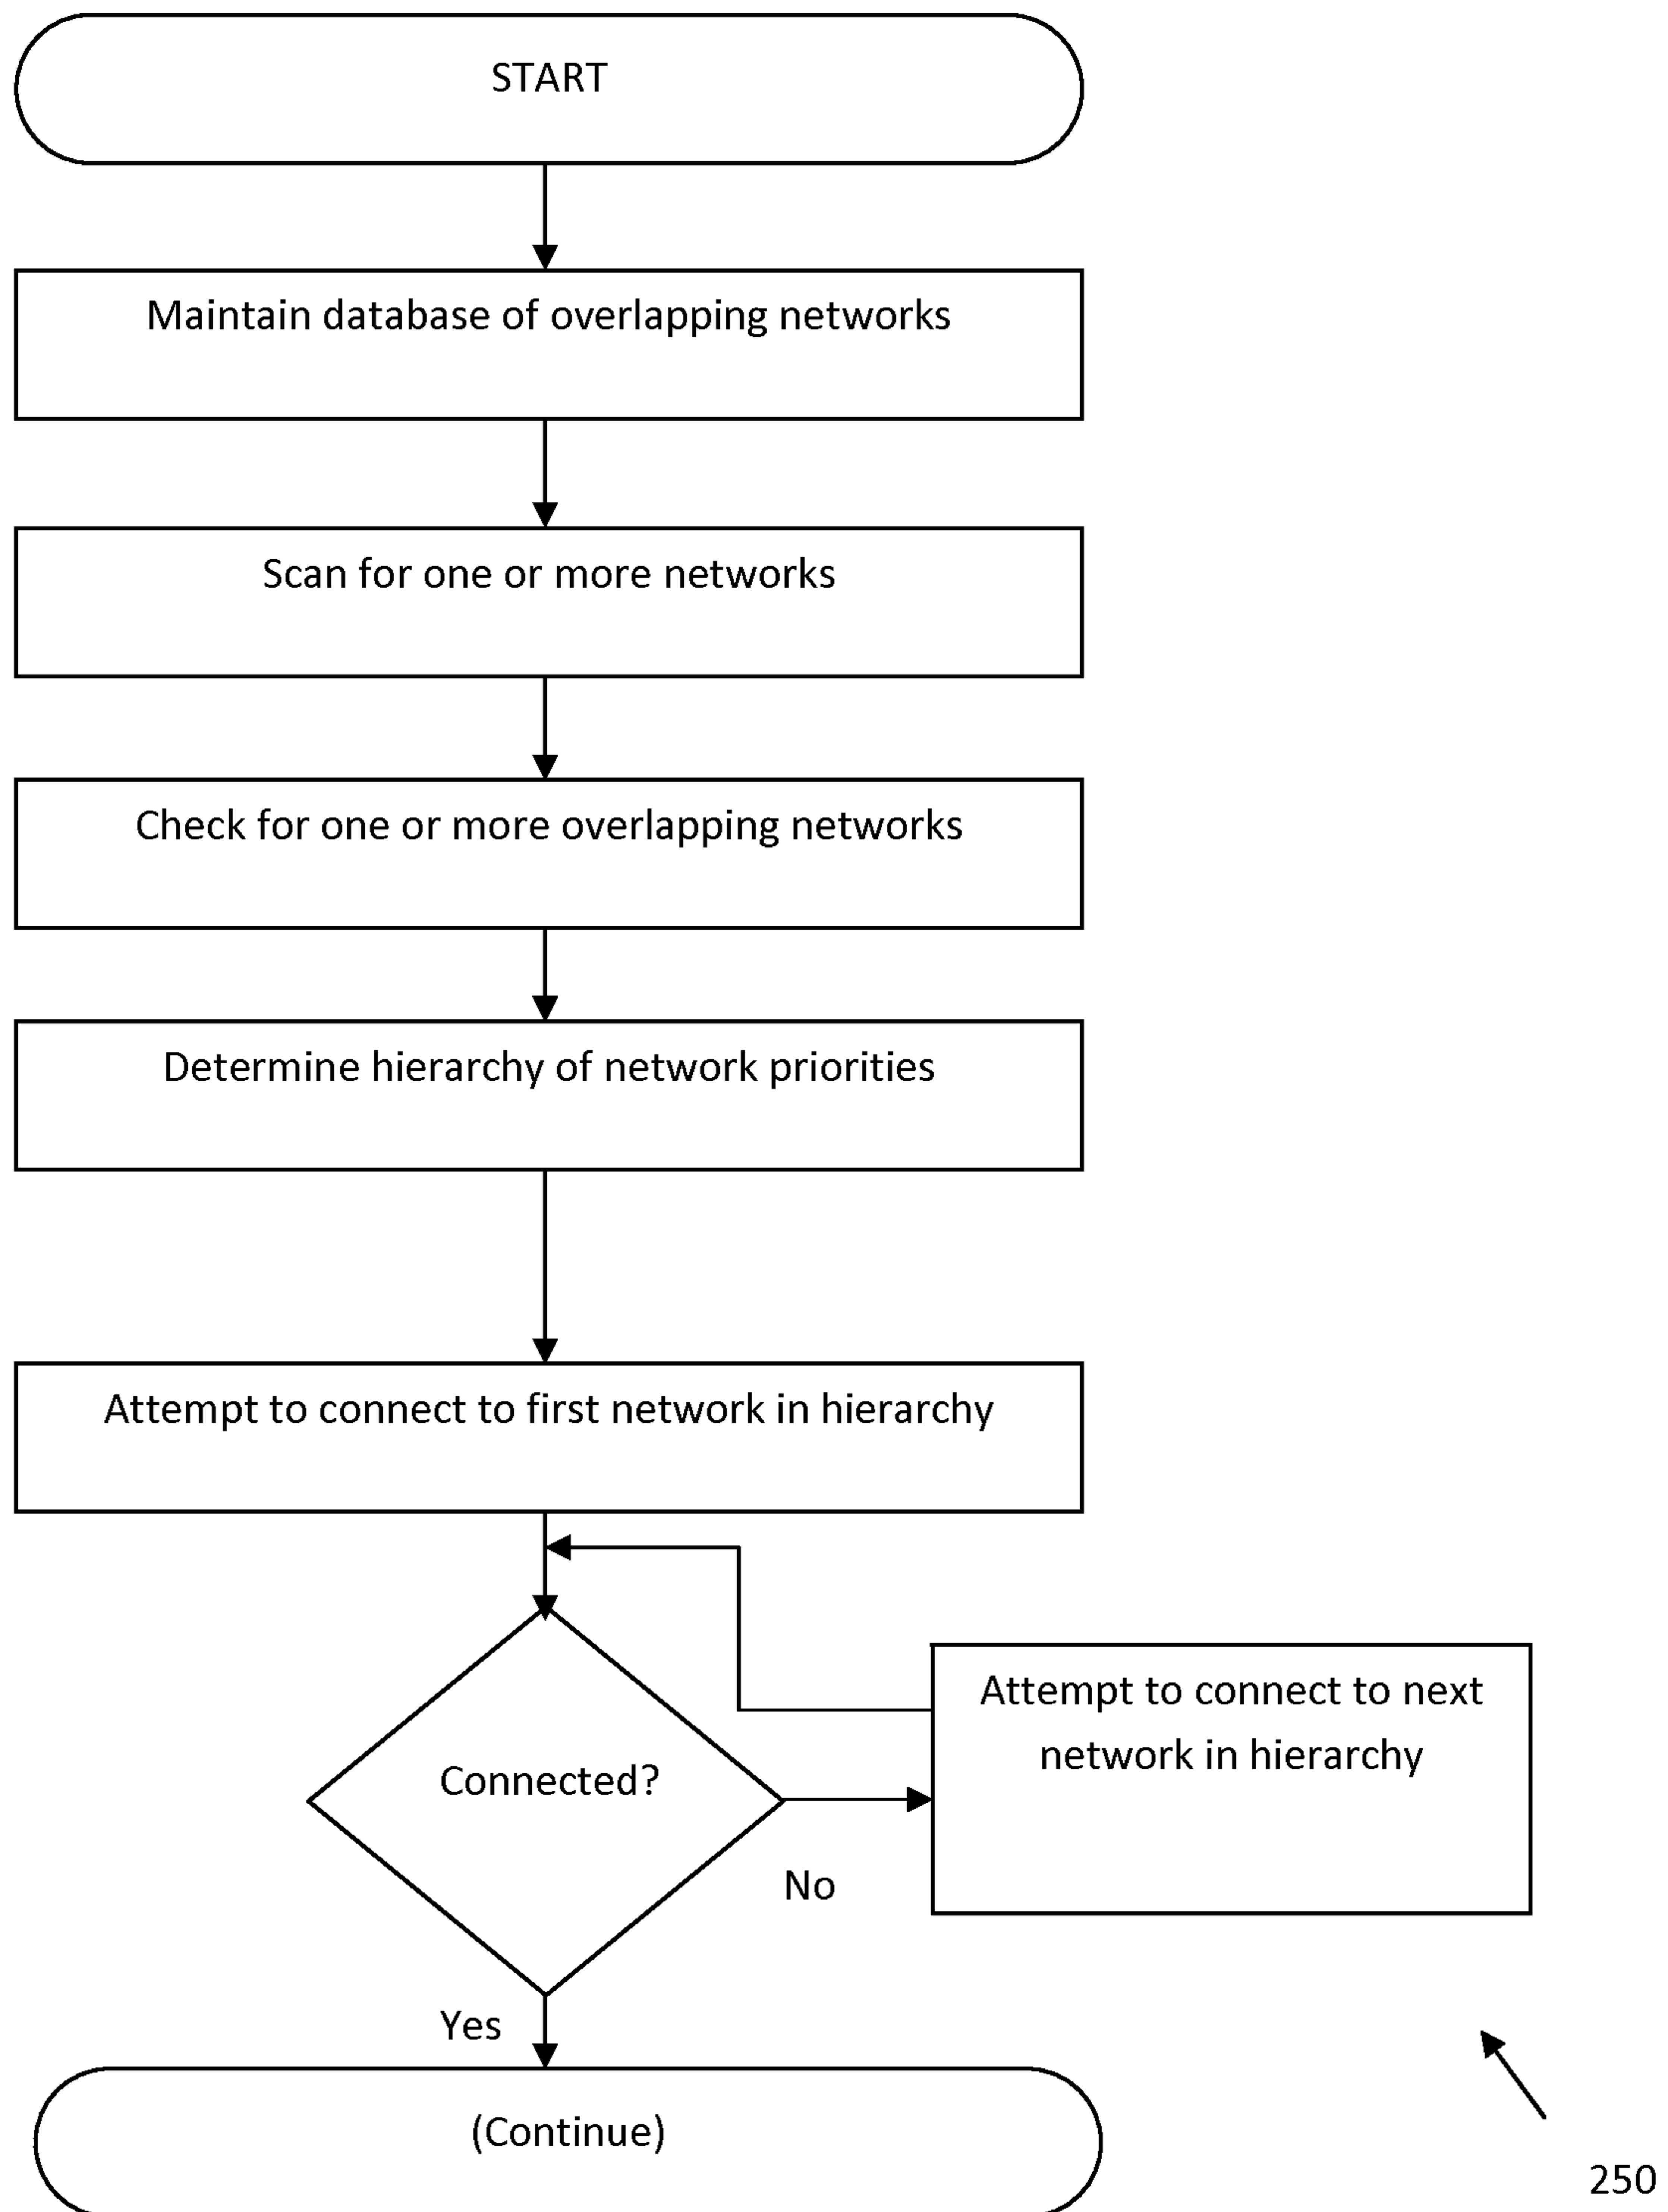 START
Maintain database of overlapping networks
Scan for one or more networks
Check for one or more overlapping networks
Determine hierarchy of network priorities
Attempt to connect to first network in hierarchy
Attempt to connect to next
network in hierarchy
Connected?
No
Yes
(Continue)
250